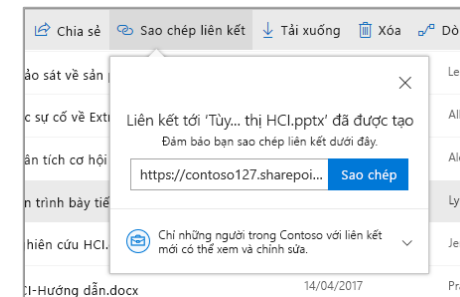 Chia sẻ Sao chép liên kết Tải xuống Xóa Dò
ảo sát về sản
Le
Liên kết tới 'Tùy... thị HCI.pptx' đã được tạo
c sự cố về Ext
All
Đảm bảo bạn sao chép liên kết dưới đây.
ân tích cơ hội
Ale
https://contoso127.sharepoi... Sao chép
n trình bày tiế
Ly
Chỉ những người trong Contoso với liên kết
mới có thể xem và chỉnh sửa.
hiên cứu HCI.
Je
CI-Hướng dẫn.docx 14/04/2017 Pra